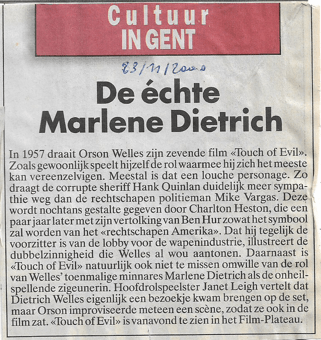 Cultuur
IN GENT
23/11/2000
De échte
Marlene Dietrich
In 1957 draait Orson Welles zijn zevende film «Touch of Evil».
Zoals gewoonlijk speelt hij zelf de rol waarmee hij zich het meeste
kan vereenzelvigen. Meestal is dat een louche personage. Zo
draagt de corrupte sheriff Hank Quinlan duidelijk meer sympa-
thie weg dan de rechtschapen politieman Mike Vargas. Deze
wordt nochtans gestalte gegeven door Charlton Heston, die een
paar jaar later met zijn vertolking van Ben Hur zowat het symbool
zal worden van het «rechtschapen Amerika». Dat hij tegelijk de
voorzitter is van de lobby voor de wapenindustrie, illustreert de
dubbelzinnigheid die Welles al wou aantonen. Daarnaast is
«Touch of Evil» natuurlijk ook niet te missen omwille van de rol
van Welles' toenmalige minnares Marlene Dietrich als de onheil-
spellende zigeunerin. Hoofdrolspeelster Janet Leigh vertelt dat
Dietrich Welles eigenlijk een bezoekje kwam brengen op de set,
maar Orson improviseerde meteen een scène, zodat ze ook in de
film zat. «Touch of Evil» is vanavond te zien in het Film-Plateau.